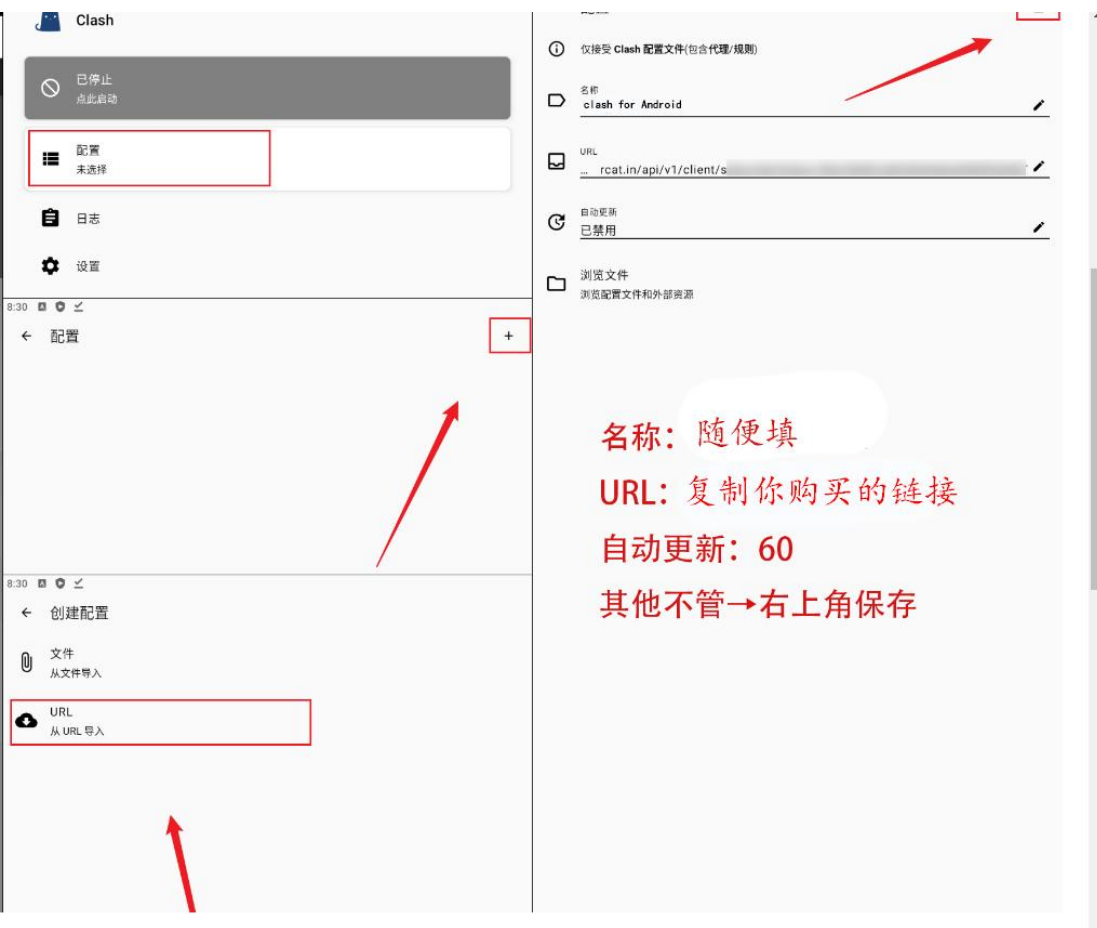 Clash
已停止
点此启动
配置
未选择
日志
设置
8:30
配置
+
8:30
创建配置
文件
从文件导入
URL
从 URL 导入
仅接受 Clash 配置文件(包含代理/规则)
名称
clash for Android
URL
... rcat.in/api/v1/client/s
自动更新
已禁用
浏览文件
浏览配置文件和外部资源
名称：随便填
URL：复制你购买的链接
自动更新：60
其他不管→右上角保存